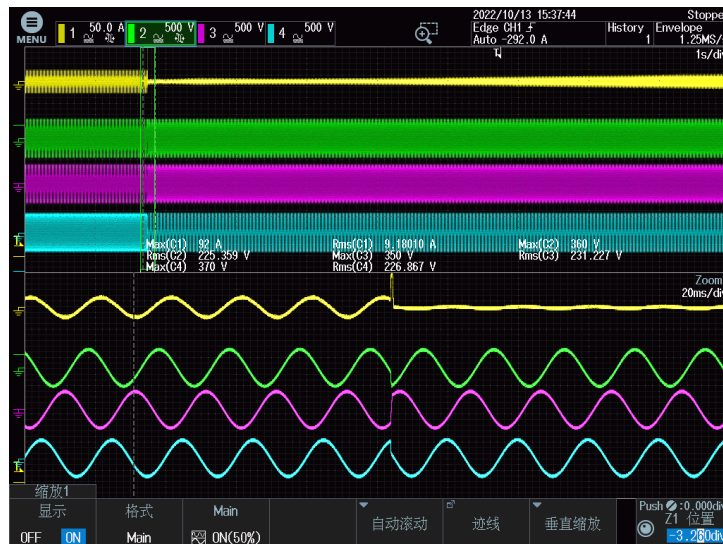 2022/10/13 15:37:44 Stoppe
MENU 1 50.0 A 2 500 V 3 500 V 4 500 V Edge CH1 History Envelope
Auto -292.0 A 1 1.25MS/
1s/div
Max(C1) 92 A Rms(C1) 9.18010 A Max(C2) 360 V
Rms(C2) 225.359 V Max(C3) 350 V Rms(C3) 231.227 V
Max(C4) 370 V Rms(C4) 226.867 V
Zoom
20ms/div
缩放1
显示 格式 Main 自动滚动 迹线 垂直缩放 Push :0.000div
Z1 位置
OFF ON Main ON(50%) -3.260div